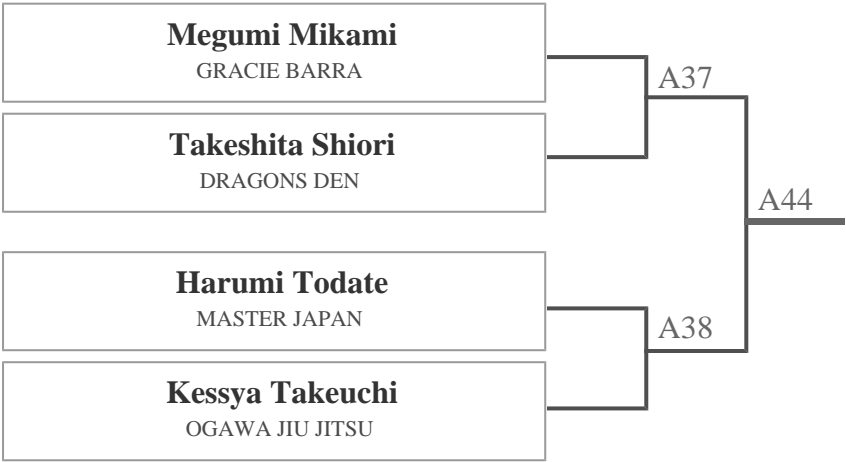 Megumi Mikami
GRACIE BARRA
A37
Takeshita Shiori
DRAGONS DEN
A44
Harumi Todate
MASTER JAPAN
A38
Kessya Takeuchi
OGAWA JIU JITSU